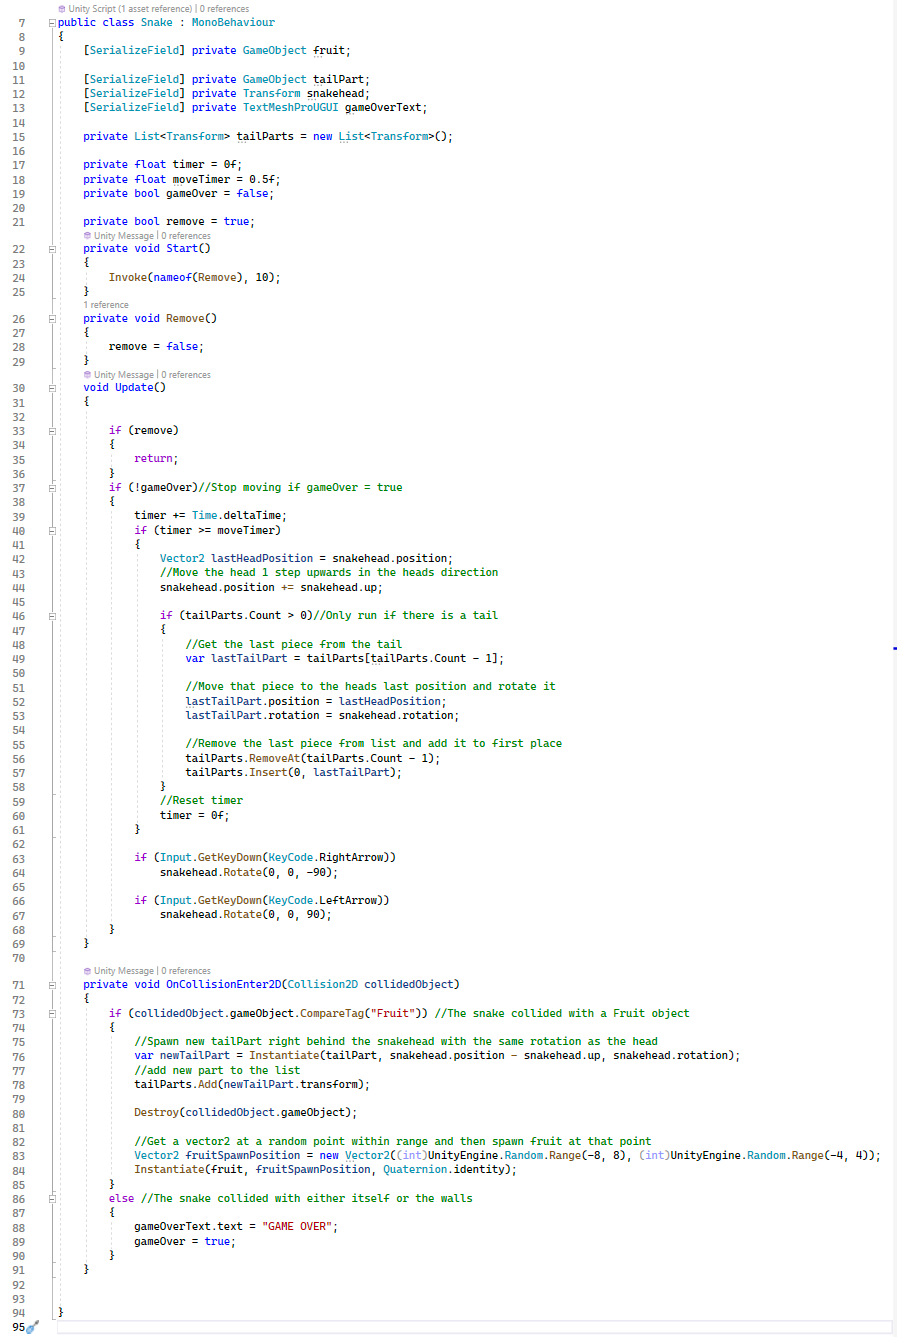 Unity Script (1 asset reference) | 0 references
7 public class Snake : MonoBehaviour
8 {
9 [SerializeField] private GameObject fruit;
10
11 [SerializeField] private GameObject tailPart;
12 [SerializeField] private Transform snakehead;
13 [SerializeField] private TextMeshProUGUI gameOverText;
14
15 private List<Transform> tailParts = new List<Transform>();
16
17 private float timer = 0f;
18 private float moveTimer = 0.5f;
19 private bool gameOver = false;
20
21 private bool remove = true;
Unity Message | 0 references
22 private void Start()
23 {
24 Invoke(nameof(Remove), 10);
25 }
1 reference
26 private void Remove()
27 {
28 remove = false;
29 }
Unity Message | 0 references
30 void Update()
31 {
32
33 if (remove)
34 {
35 return;
36 }
37 if (!gameOver)//Stop moving if gameOver = true
38 {
39 timer += Time.deltaTime;
40 if (timer >= moveTimer)
41 {
42 Vector2 lastHeadPosition = snakehead.position;
43 //Move the head 1 step upwards in the heads direction
44 snakehead.position += snakehead.up;
45
46 if (tailParts.Count > 0)//Only run if there is a tail
47 {
48 //Get the last piece from the tail
49 var lastTailPart = tailParts[tailParts.Count - 1];
50
51 //Move that piece to the heads last position and rotate it
52 lastTailPart.position = lastHeadPosition;
53 lastTailPart.rotation = snakehead.rotation;
54
55 //Remove the last piece from list and add it to first place
56 tailParts.RemoveAt(tailParts.Count - 1);
57 tailParts.Insert(0, lastTailPart);
58 }
59 //Reset timer
60 timer = 0f;
61 }
62
63 if (Input.GetKeyDown(KeyCode.RightArrow))
64 snakehead.Rotate(0, 0, -90);
65
66 if (Input.GetKeyDown(KeyCode.LeftArrow))
67 snakehead.Rotate(0, 0, 90);
68 }
69 }
70
Unity Message | 0 references
71 private void OnCollisionEnter2D(Collision2D collidedObject)
72 {
73 if (collidedObject.gameObject.CompareTag("Fruit")) //The snake collided with a Fruit object
74 {
75 //Spawn new tailPart right behind the snakehead with the same rotation as the head
76 var newTailPart = Instantiate(tailPart, snakehead.position - snakehead.up, snakehead.rotation);
77 //add new part to the list
78 tailParts.Add(newTailPart.transform);
79
80 Destroy(collidedObject.gameObject);
81
82 //Get a vector2 at a random point within range and then spawn fruit at that point
83 Vector2 fruitSpawnPosition = new Vector2((int)UnityEngine.Random.Range(-8, 8), (int)UnityEngine.Random.Range(-4, 4));
84 Instantiate(fruit, fruitSpawnPosition, Quaternion.identity);
85 }
86 else //The snake collided with either itself or the walls
87 {
88 gameOverText.text = "GAME OVER";
89 gameOver = true;
90 }
91 }
92
93
94 }
95